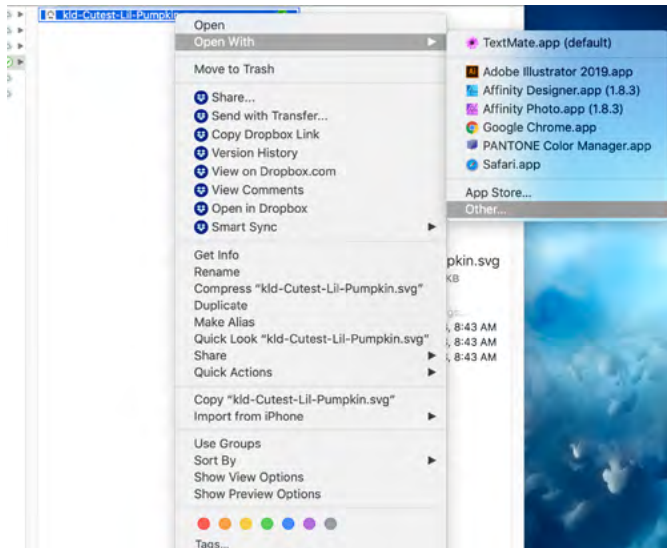 kld-Cutest-Lil-Pumpkin
Open
Open With
Move to Trash
Share...
Send with Transfer...
Copy Dropbox Link
Version History
View on Dropbox.com
View Comments
Open in Dropbox
Smart Sync
Get Info
Rename
Compress “kld-Cutest-Lil-Pumpkin.svg”
Duplicate
Make Alias
Quick Look “kld-Cutest-Lil-Pumpkin.svg”
Share
Quick Actions
Copy “kld-Cutest-Lil-Pumpkin.svg”
Import from iPhone
Use Groups
Sort By
Show View Options
Show Preview Options
Tags...
TextMate.app (default)
Adobe Illustrator 2019.app
Affinity Designer.app (1.8.3)
Affinity Photo.app (1.8.3)
Google Chrome.app
PANTONE Color Manager.app
Safari.app
App Store...
Other...
pkin.svg
KB
, 8:43 AM
, 8:43 AM
, 8:43 AM